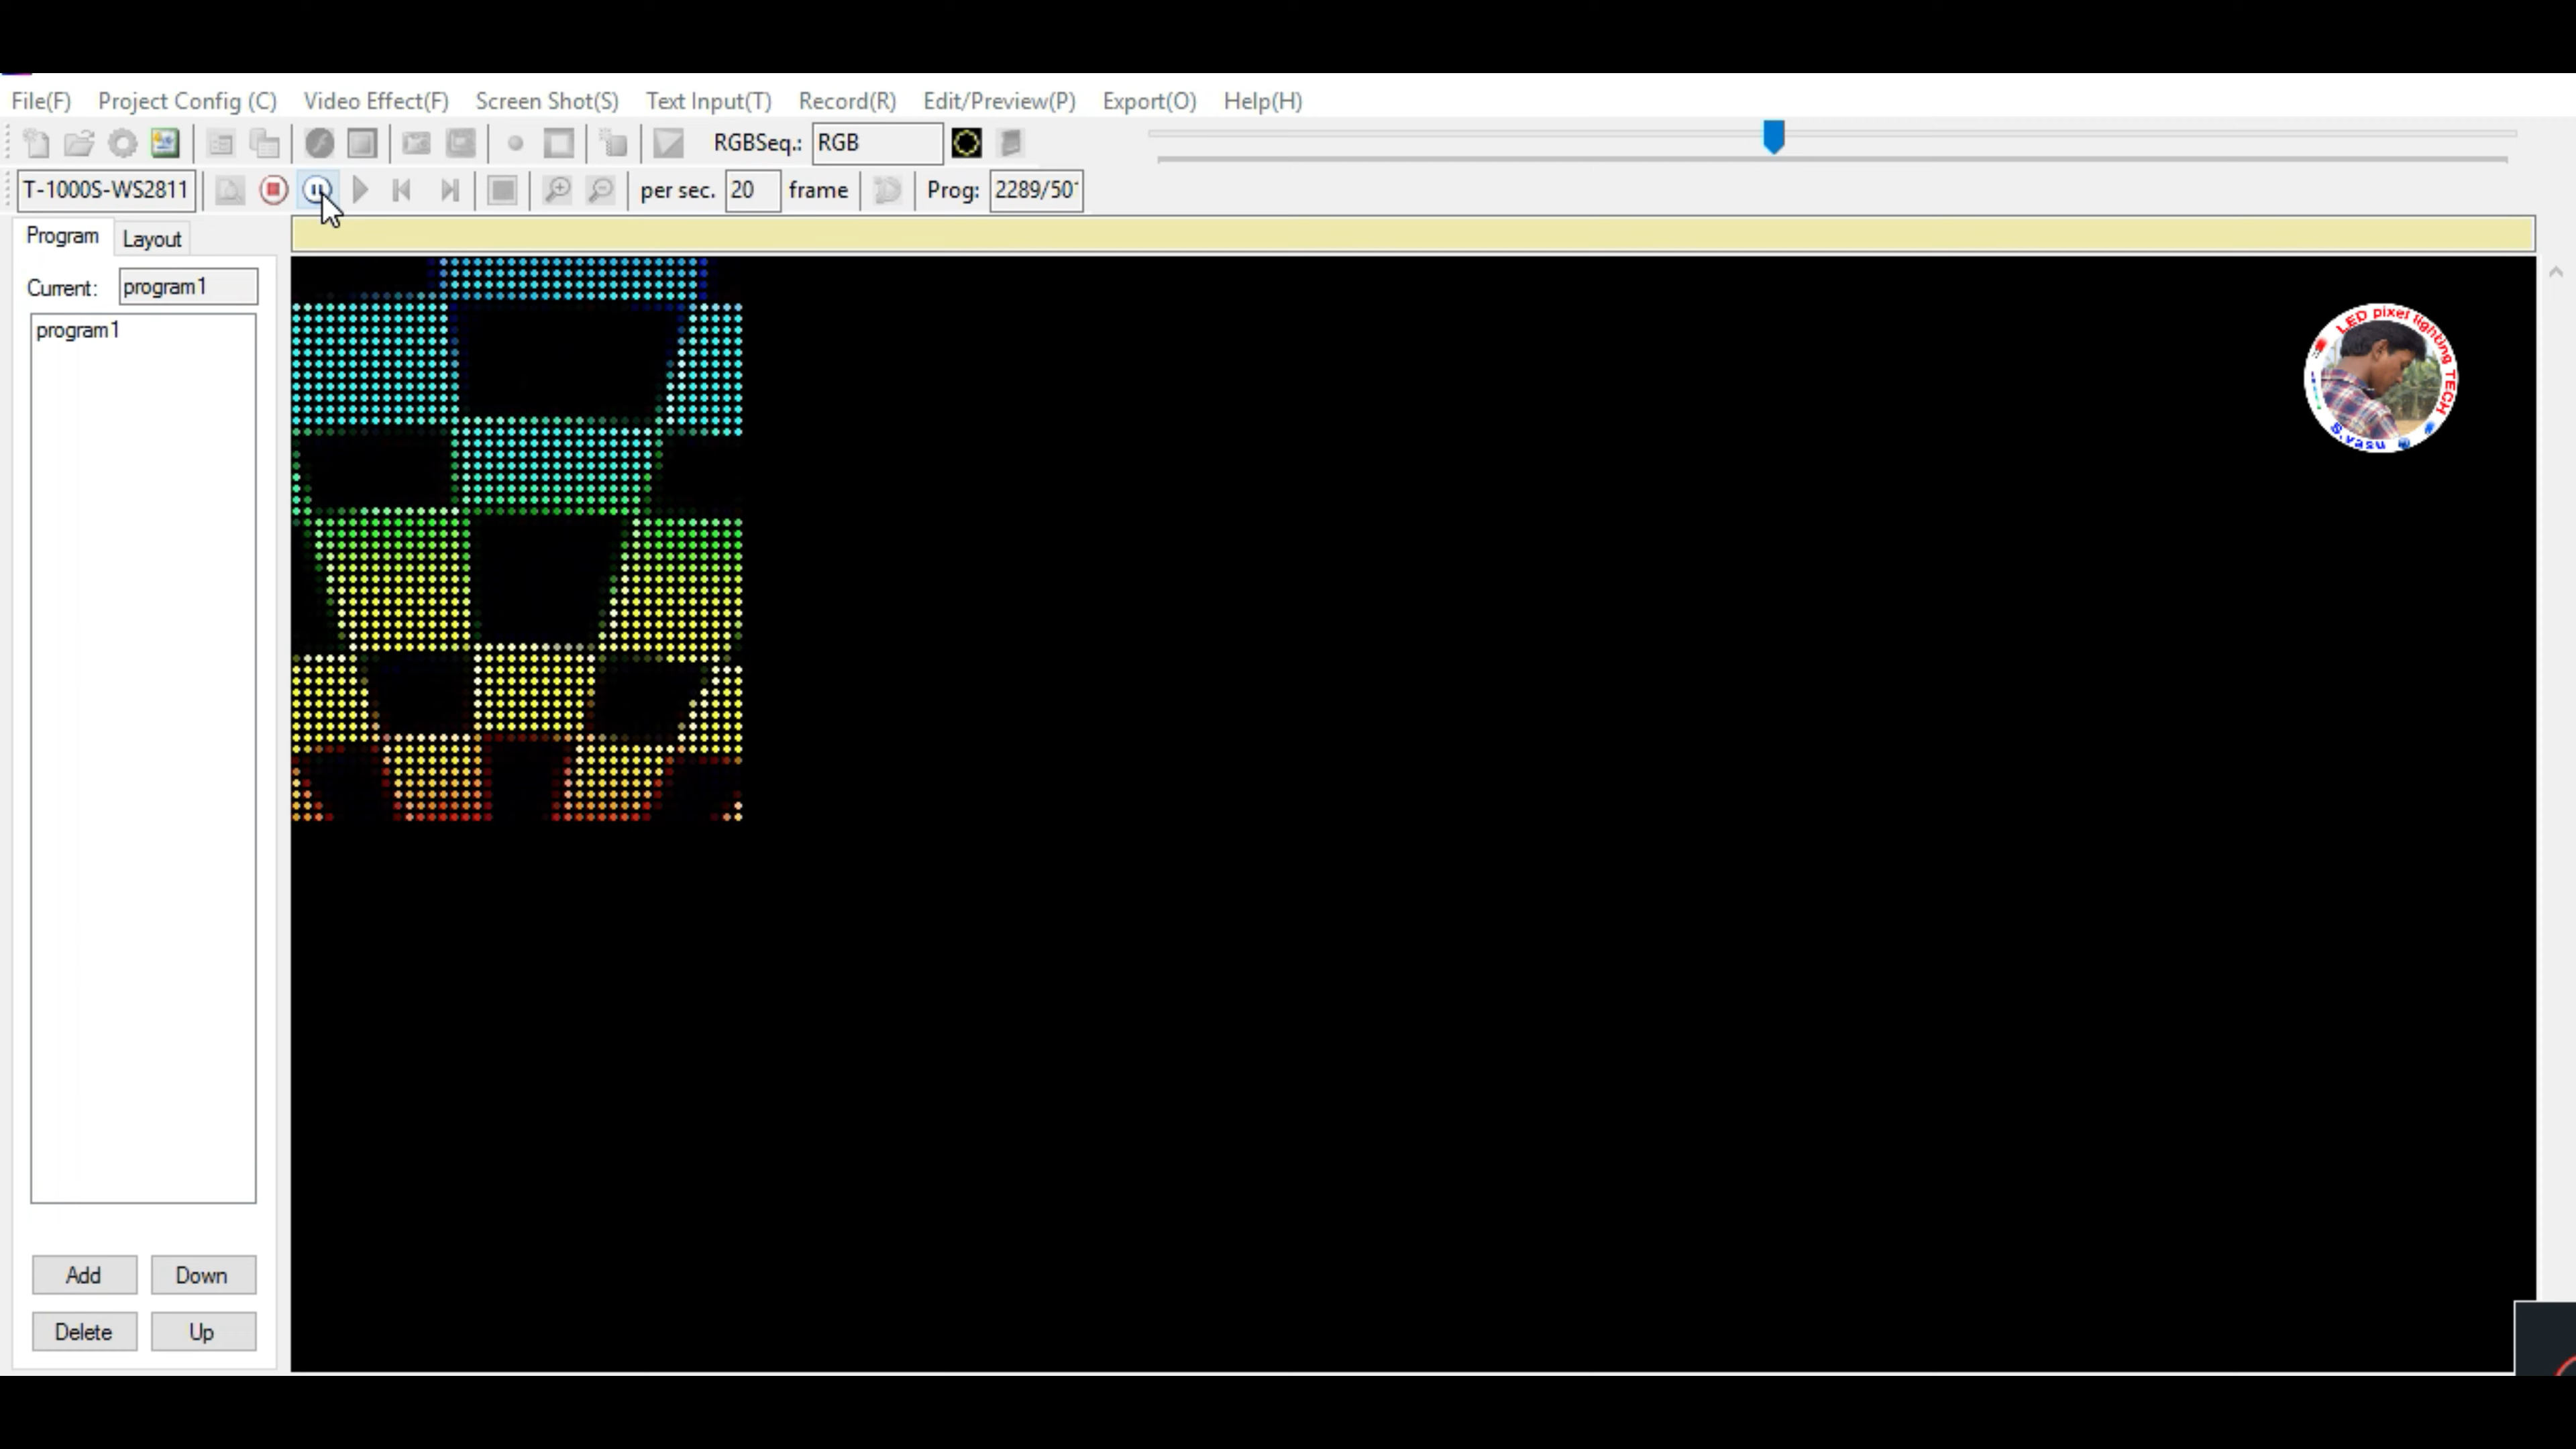 File(F) Project Config (C) Video Effect(F) Screen Shot(S) Text Input(T) Record(R) Edit/Preview(P) Export(O) Help(H)
RGBSeq.: RGB
T-1000S-WS2811 per sec. 20 frame Prog: 2289/50
Program Layout
Current: program1
program1
LED pixel lighting TECH
S.vasu
Add Down
Delete Up